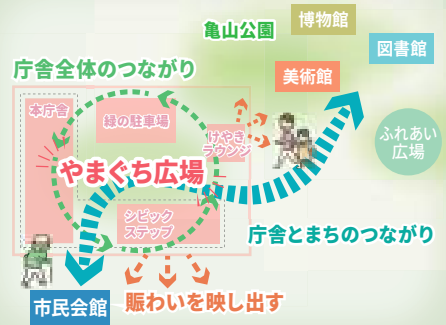 博物館
亀山公園
図書館
庁舎全体のつながり
美術館
本庁舎
緑の駐車場
けやき
ラウンジ
ふれあい
広場
やまぐち広場
シビック
ステップ
庁舎とまちのつながり
市民会館
賑わいを映し出す